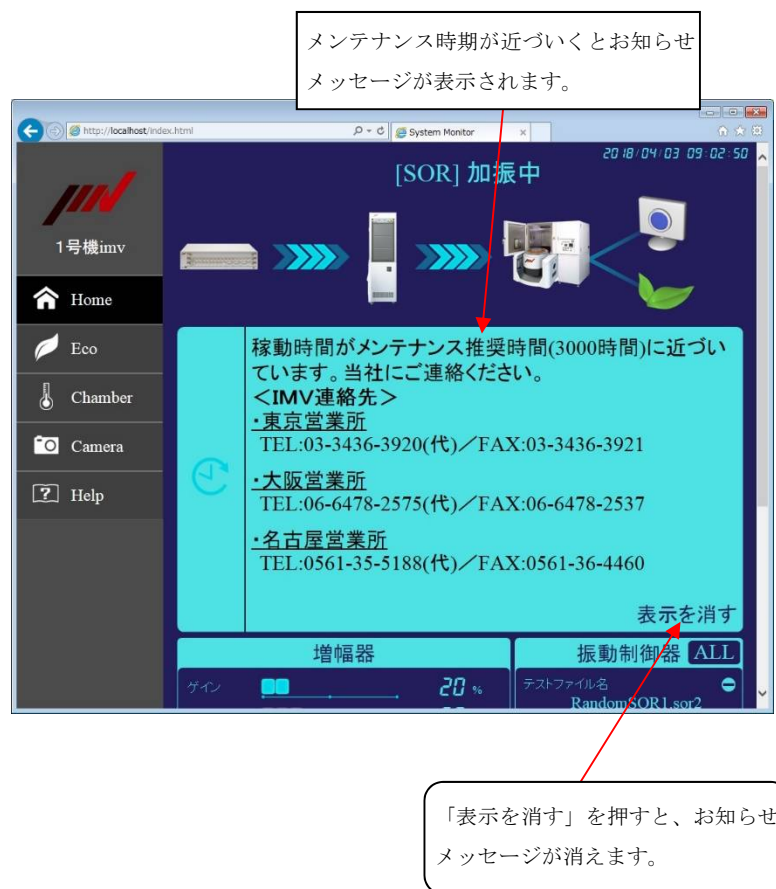 メンテナンス時期が近づいくとお知らせ
メッセージが表示されます。
http://localhost/index.html
System Monitor
2018/04/03 09:02:50
[SOR] 加振中
IMV
1号機imv
Home
Eco
Chamber
Camera
Help
稼動時間がメンテナンス推奨時間(3000時間)に近づい
ています。当社にご連絡ください。
＜IMV連絡先＞
・東京営業所
TEL:03-3436-3920(代)／FAX:03-3436-3921
・大阪営業所
TEL:06-6478-2575(代)／FAX:06-6478-2537
・名古屋営業所
TEL:0561-35-5188(代)／FAX:0561-36-4460
表示を消す
増幅器
振動制御器 ALL
ゲイン
20 %
テストファイル名
RandomSOR1.sor2
「表示を消す」を押すと、お知らせ
メッセージが消えます。